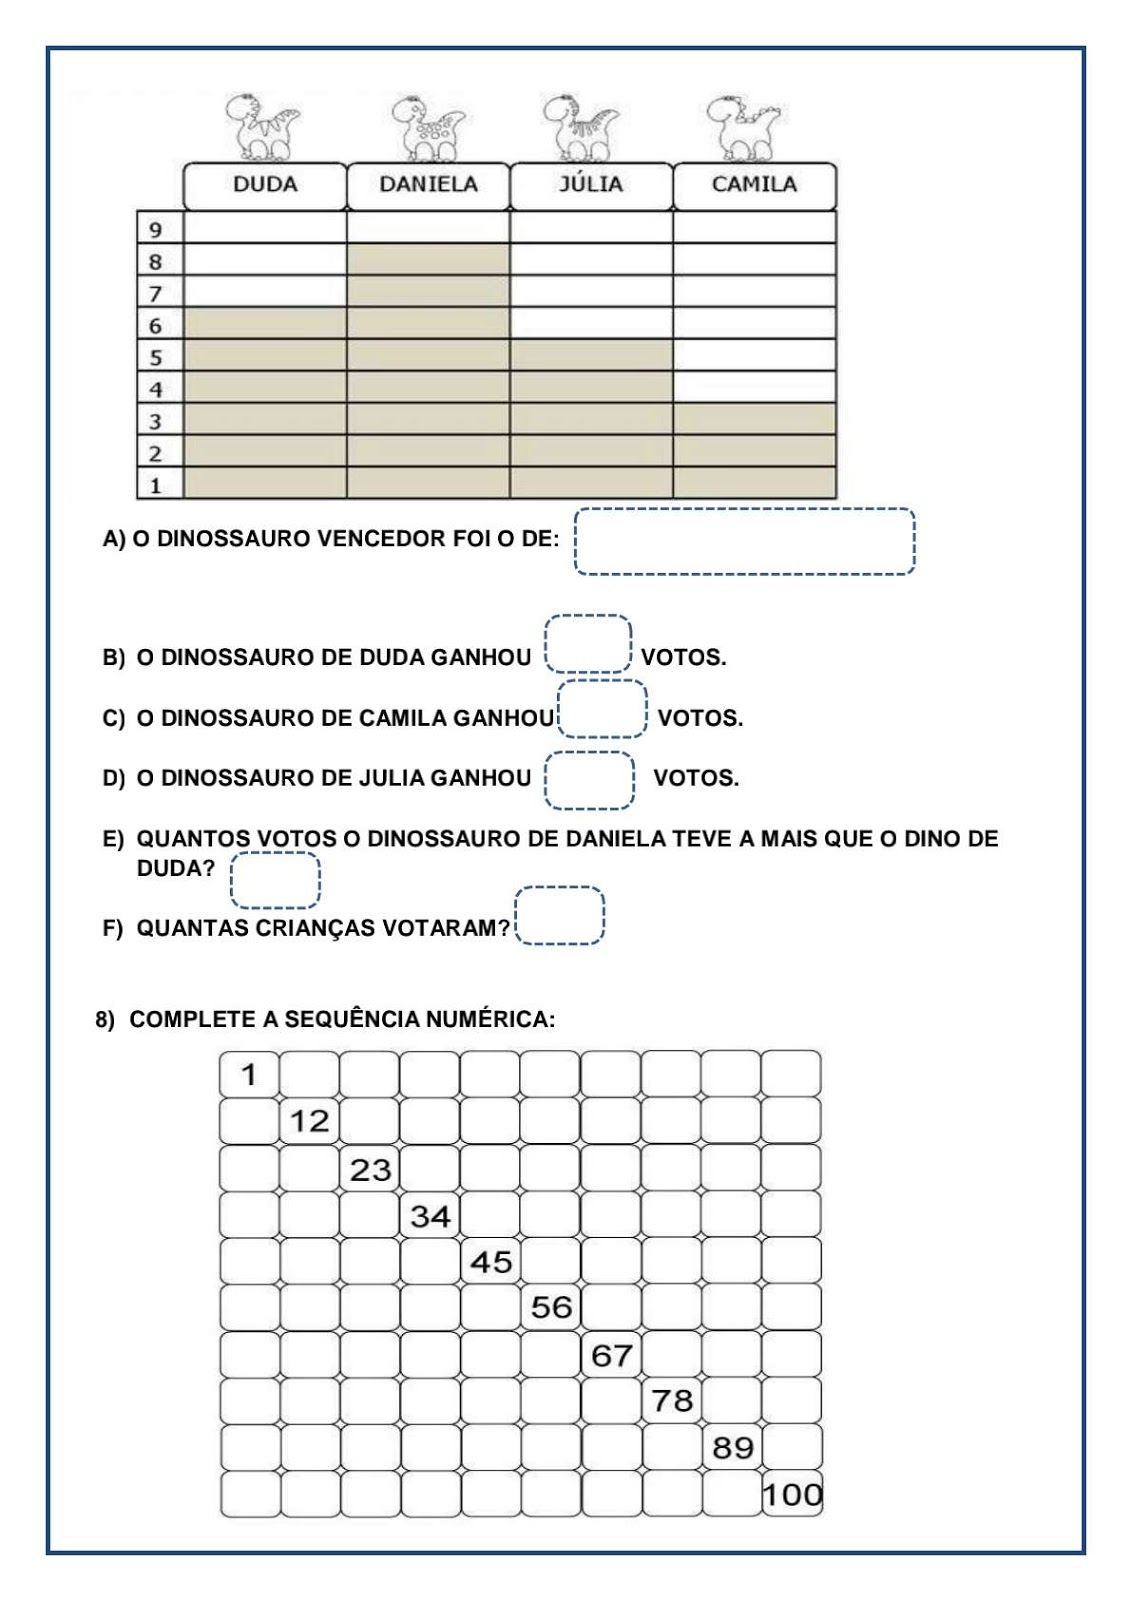 DUDA DANIELA JÚLIA CAMILA
9
8
7
6
5
4
3
2
1
A) O DINOSSAURO VENCEDOR FOI O DE:
B) O DINOSSAURO DE DUDA GANHOU VOTOS.
C) O DINOSSAURO DE CAMILA GANHOU VOTOS.
D) O DINOSSAURO DE JULIA GANHOU VOTOS.
E) QUANTOS VOTOS O DINOSSAURO DE DANIELA TEVE A MAIS QUE O DINO DE
DUDA?
F) QUANTAS CRIANÇAS VOTARAM?
8) COMPLETE A SEQUÊNCIA NUMÉRICA:
1
12
23
34
45
56
67
78
89
100